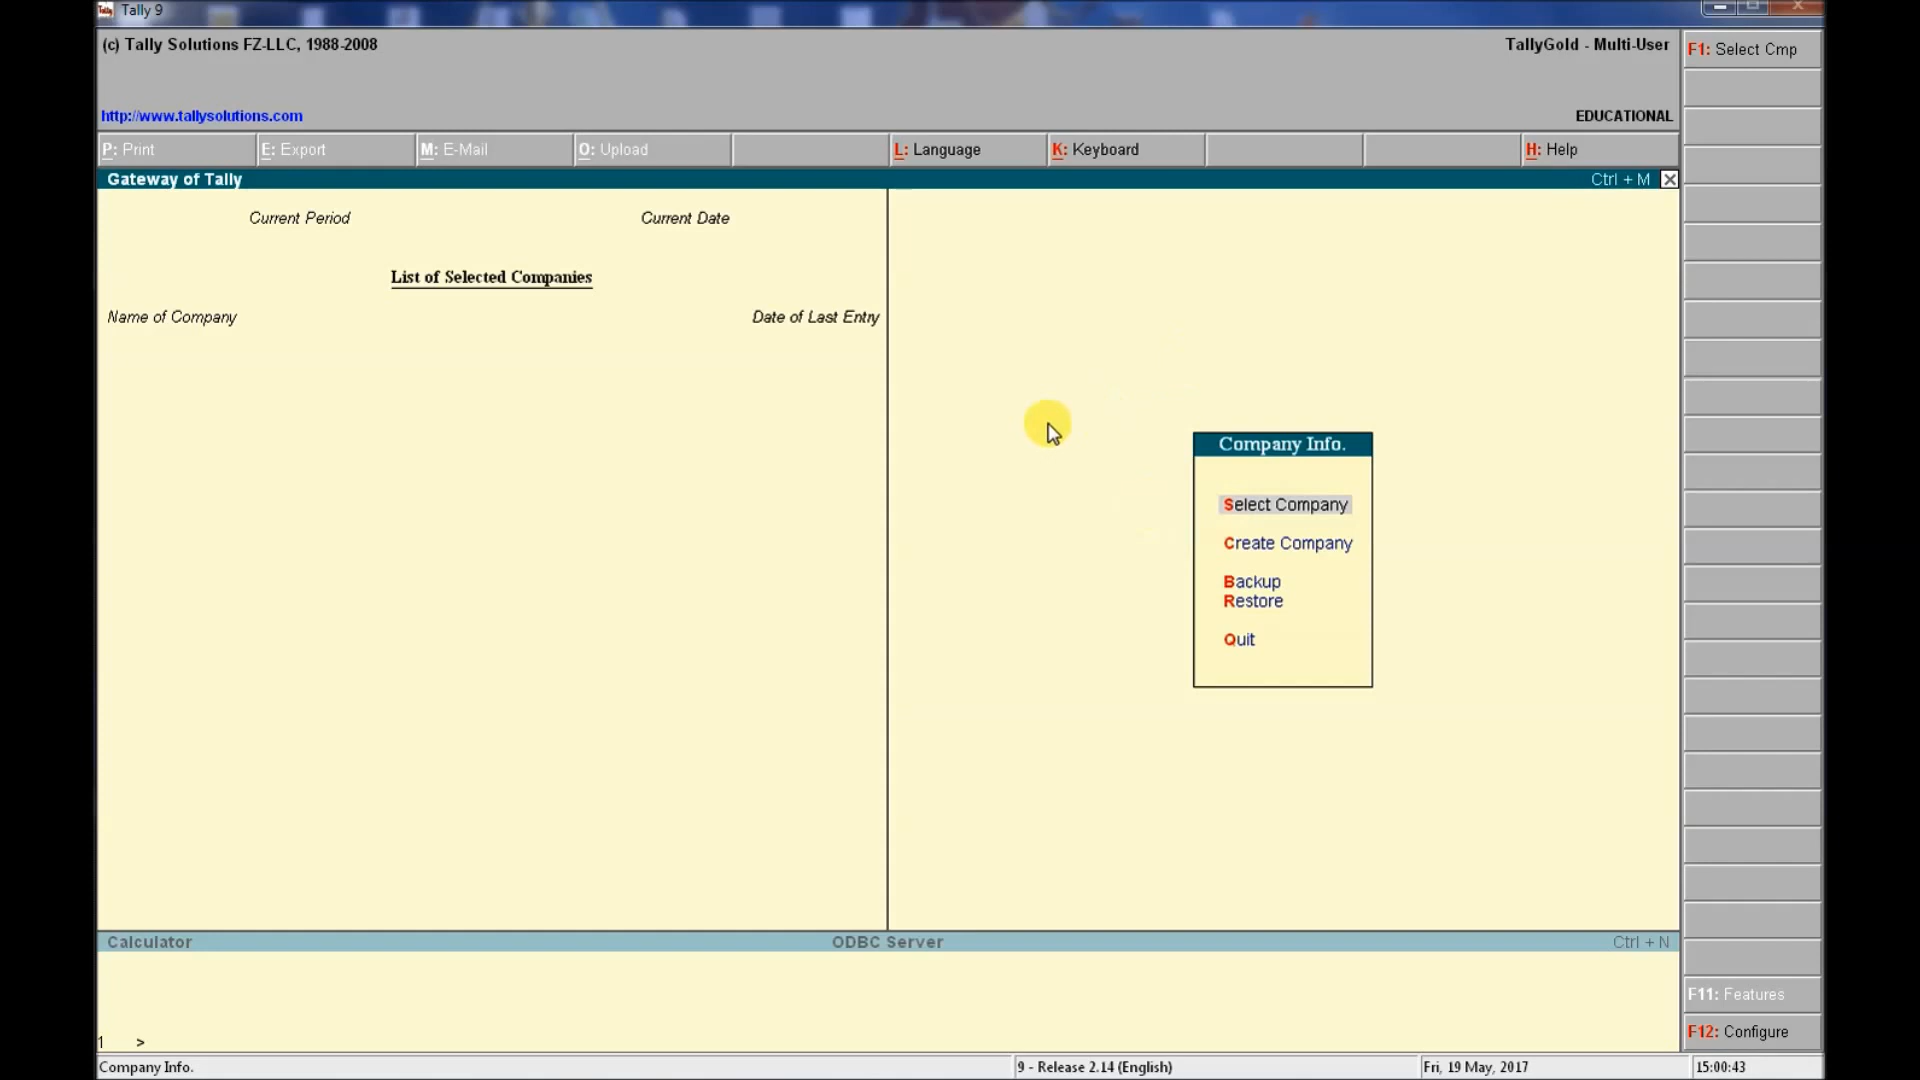 Tally 9
(c) Tally Solutions FZ-LLC, 1988-2008
TallyGold - Multi-User
F1: Select Cmp
http://www.tallysolutions.com
EDUCATIONAL
P: Print
E: Export
M: E-Mail
O: Upload
L: Language
K: Keyboard
H: Help
Gateway of Tally
Ctrl + M
Current Period
Current Date
List of Selected Companies
Name of Company
Date of Last Entry
Company Info.
Select Company
Create Company
Backup
Restore
Quit
Calculator
ODBC Server
Ctrl + N
F11: Features
F12: Configure
1 >
Company Info.
9 - Release 2.14 (English)
Fri, 19 May, 2017
15:00:43